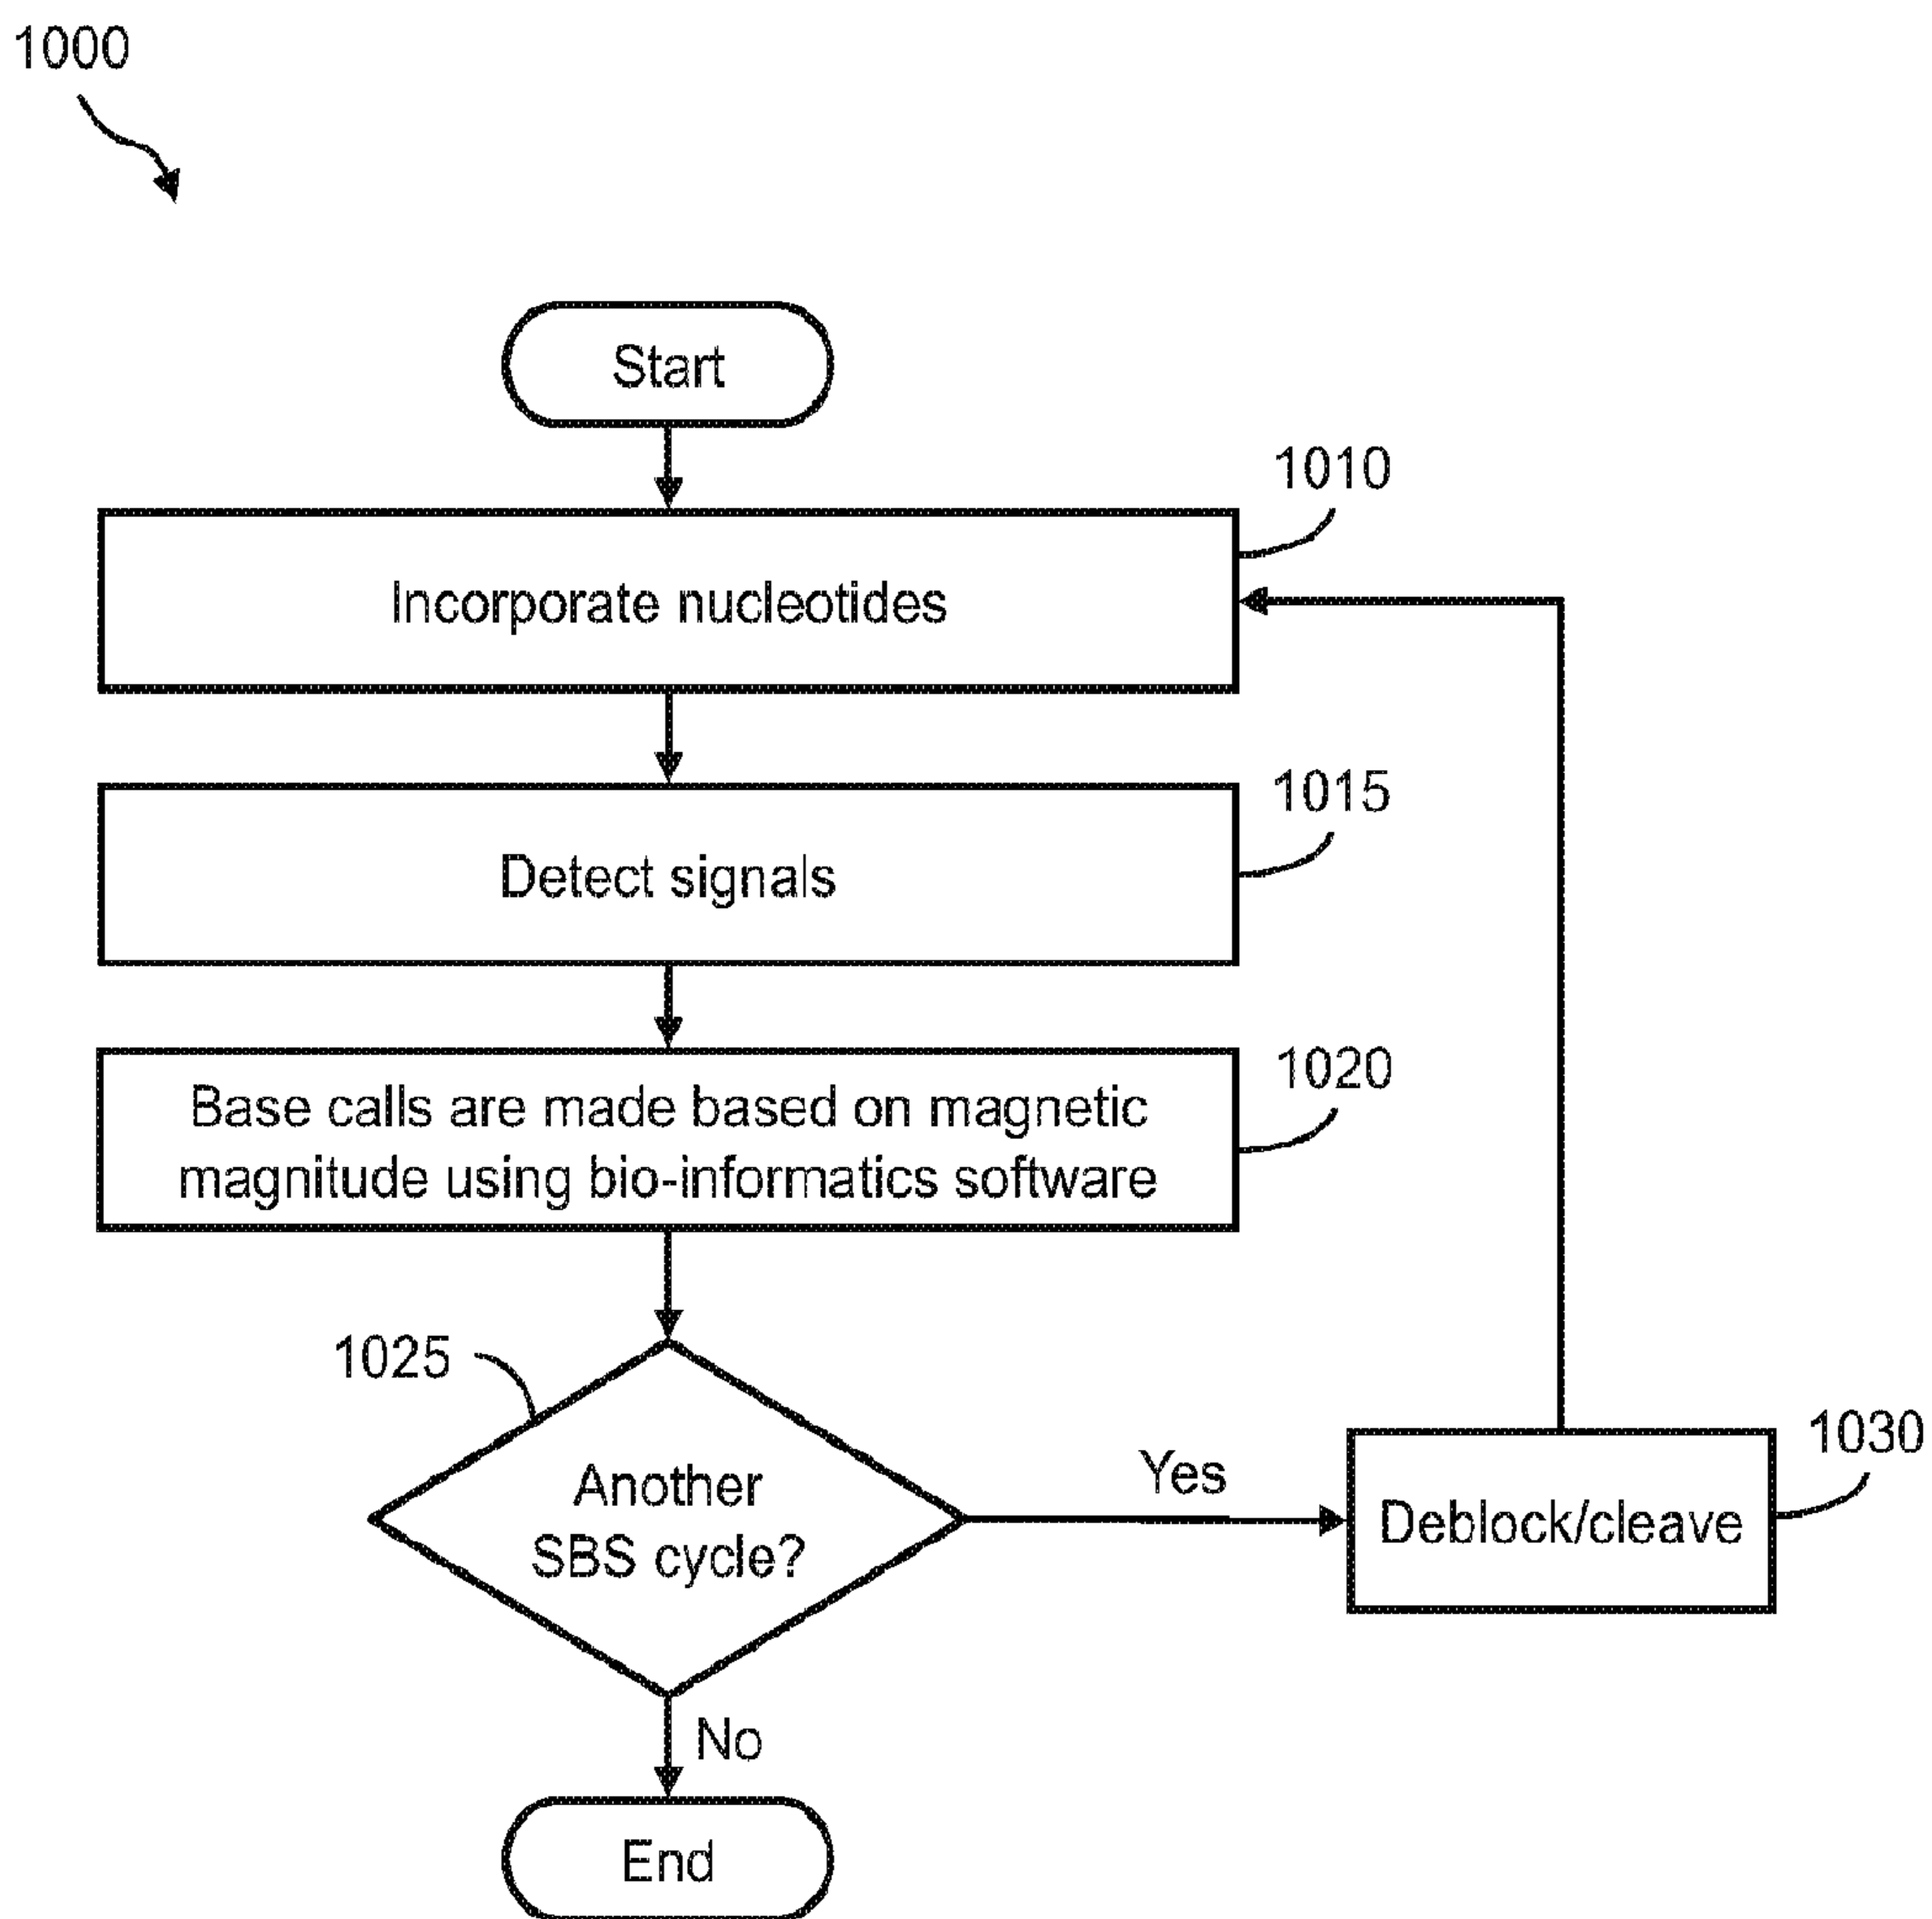 1000
Start
1010
Incorporate nucleotides
1015
Detect signals
1020
Base calls are made based on magnetic
magnitude using bio-informatics software
1025
Another
SBS cycle?
Yes
1030
Deblock/cleave
No
End